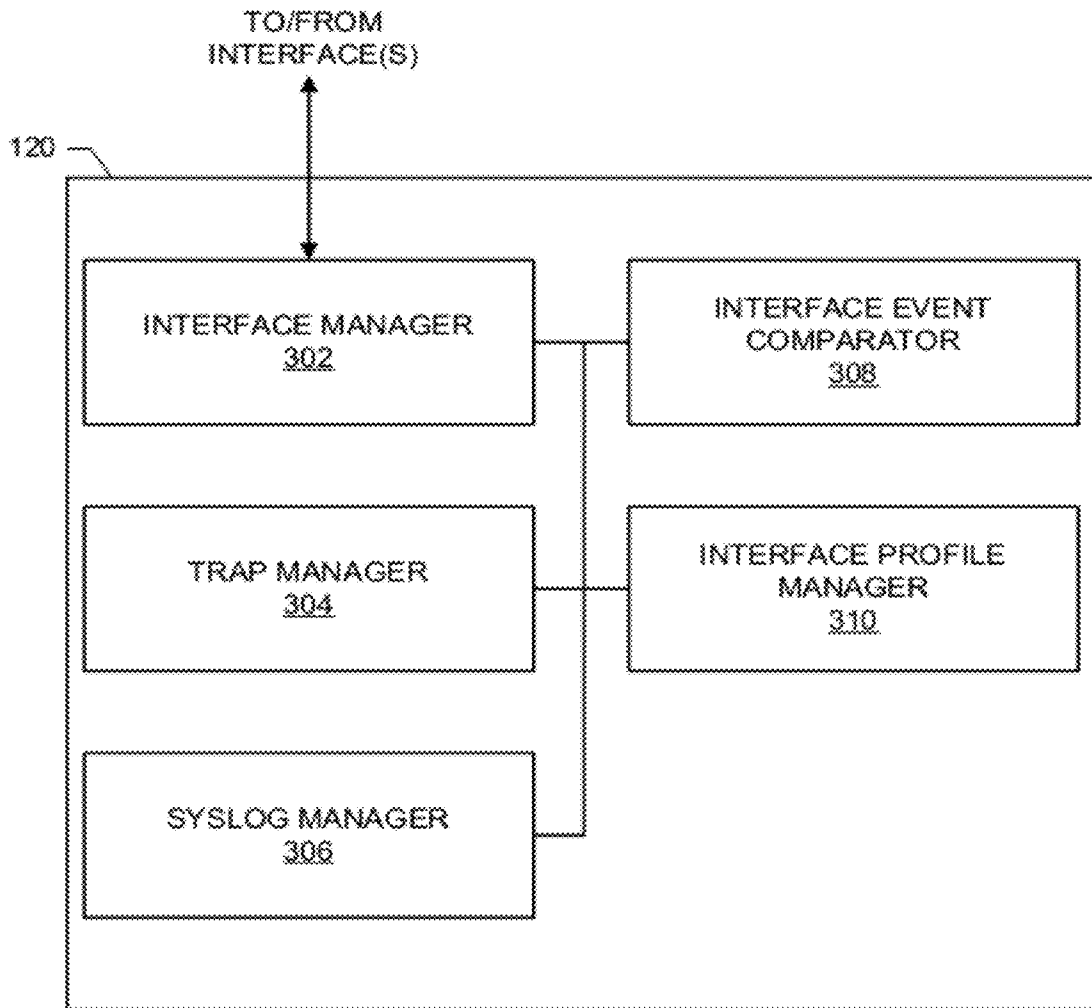 TO/FROM
INTERFACE(S)
120
INTERFACE MANAGER
302
INTERFACE EVENT
COMPARATOR
308
TRAP MANAGER
304
INTERFACE PROFILE
MANAGER
310
SYSLOG MANAGER
306